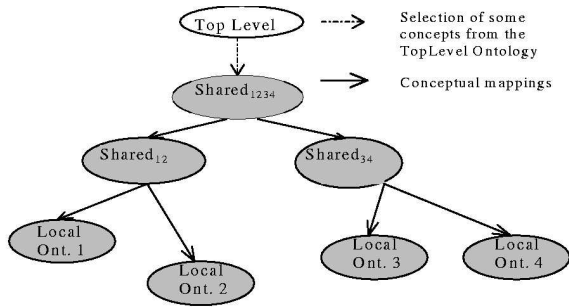 Top Level
Selection of some
concepts from the
TopLevel Ontology
Shared1234
Conceptual mappings
Shared12
Shared34
Local
Ont. 1
Local
Ont. 2
Local
Ont. 3
Local
Ont. 4